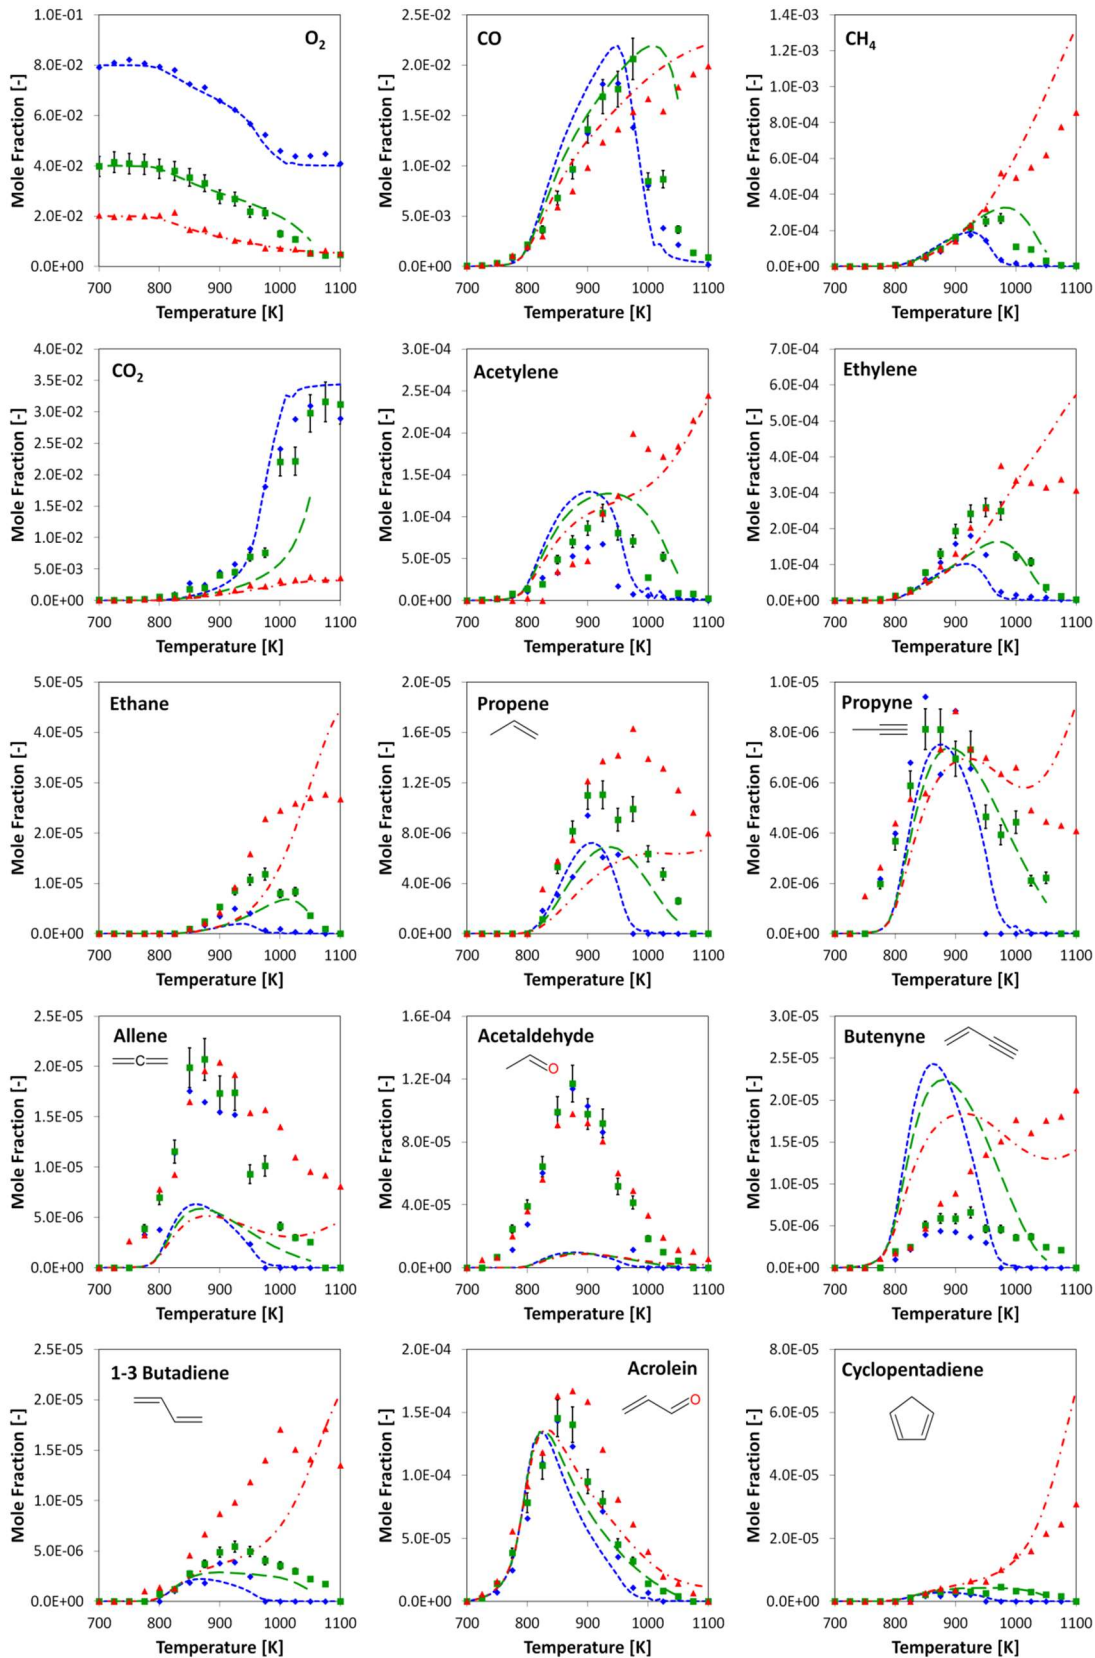 O2
Mole Fraction [-]
1.0E-01
8.0E-02
6.0E-02
4.0E-02
2.0E-02
0.0E+00
700 800 900 1000 1100
Temperature [K]
CO
Mole Fraction [-]
2.5E-02
2.0E-02
1.5E-02
1.0E-02
5.0E-03
0.0E+00
700 800 900 1000 1100
Temperature [K]
CH4
Mole Fraction [-]
1.4E-03
1.2E-03
1.0E-03
8.0E-04
6.0E-04
4.0E-04
2.0E-04
0.0E+00
700 800 900 1000 1100
Temperature [K]
CO2
Mole Fraction [-]
4.0E-02
3.5E-02
3.0E-02
2.5E-02
2.0E-02
1.5E-02
1.0E-02
5.0E-03
0.0E+00
700 800 900 1000 1100
Temperature [K]
Acetylene
Mole Fraction [-]
3.0E-04
2.5E-04
2.0E-04
1.5E-04
1.0E-04
5.0E-05
0.0E+00
700 800 900 1000 1100
Temperature [K]
Ethylene
Mole Fraction [-]
7.0E-04
6.0E-04
5.0E-04
4.0E-04
3.0E-04
2.0E-04
1.0E-04
0.0E+00
700 800 900 1000 1100
Temperature [K]
Ethane
Mole Fraction [-]
5.0E-05
4.0E-05
3.0E-05
2.0E-05
1.0E-05
0.0E+00
700 800 900 1000 1100
Temperature [K]
Propene
Mole Fraction [-]
2.0E-05
1.6E-05
1.2E-05
8.0E-06
4.0E-06
0.0E+00
700 800 900 1000 1100
Temperature [K]
Propyne
Mole Fraction [-]
1.0E-05
8.0E-06
6.0E-06
4.0E-06
2.0E-06
0.0E+00
700 800 900 1000 1100
Temperature [K]
Allene
C
Mole Fraction [-]
2.5E-05
2.0E-05
1.5E-05
1.0E-05
5.0E-06
0.0E+00
700 800 900 1000 1100
Temperature [K]
Acetaldehyde
O
Mole Fraction [-]
1.6E-04
1.2E-04
8.0E-05
4.0E-05
0.0E+00
700 800 900 1000 1100
Temperature [K]
Butenyne
Mole Fraction [-]
3.0E-05
2.5E-05
2.0E-05
1.5E-05
1.0E-05
5.0E-06
0.0E+00
700 800 900 1000 1100
Temperature [K]
1-3 Butadiene
Mole Fraction [-]
2.5E-05
2.0E-05
1.5E-05
1.0E-05
5.0E-06
0.0E+00
700 800 900 1000 1100
Temperature [K]
Acrolein
O
Mole Fraction [-]
2.0E-04
1.5E-04
1.0E-04
5.0E-05
0.0E+00
700 800 900 1000 1100
Temperature [K]
Cyclopentadiene
Mole Fraction [-]
8.0E-05
6.0E-05
4.0E-05
2.0E-05
0.0E+00
700 800 900 1000 1100
Temperature [K]